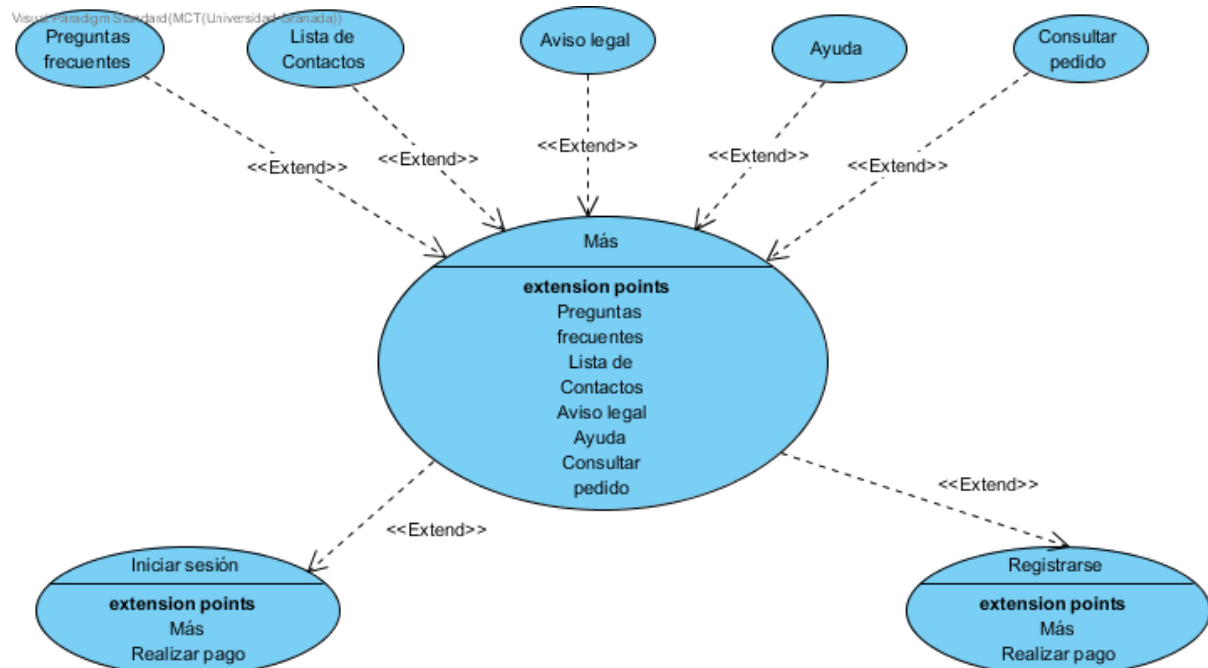 Visual Paradigm Standard(MCT(Universidad Granada))
Preguntas
frecuentes
Lista de
Contactos
Aviso legal
Ayuda
Consultar
pedido
<<Extend>>
<<Extend>>
<<Extend>>
<<Extend>>
<<Extend>>
Más
extension points
Preguntas
frecuentes
Lista de
Contactos
Aviso legal
Ayuda
Consultar
pedido
<<Extend>>
<<Extend>>
Iniciar sesión
extension points
Más
Realizar pago
Registrarse
extension points
Más
Realizar pago